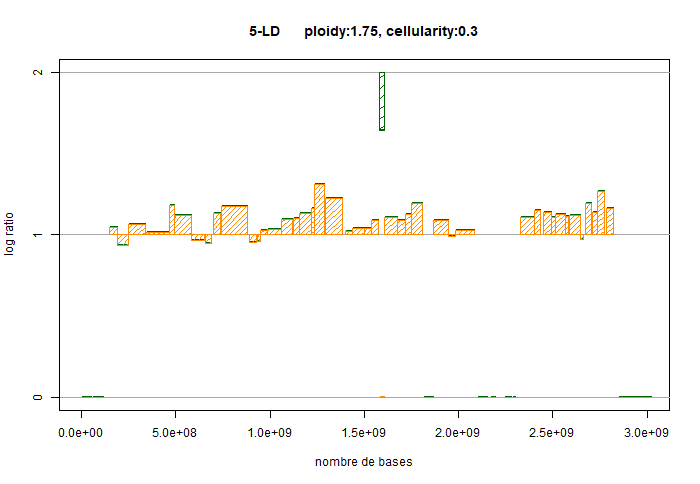 5-LD ploidy:1.75, cellularity:0.3
log ratio
2
1
0
0.0e+00 5.0e+08 1.0e+09 1.5e+09 2.0e+09 2.5e+09 3.0e+09
nombre de bases